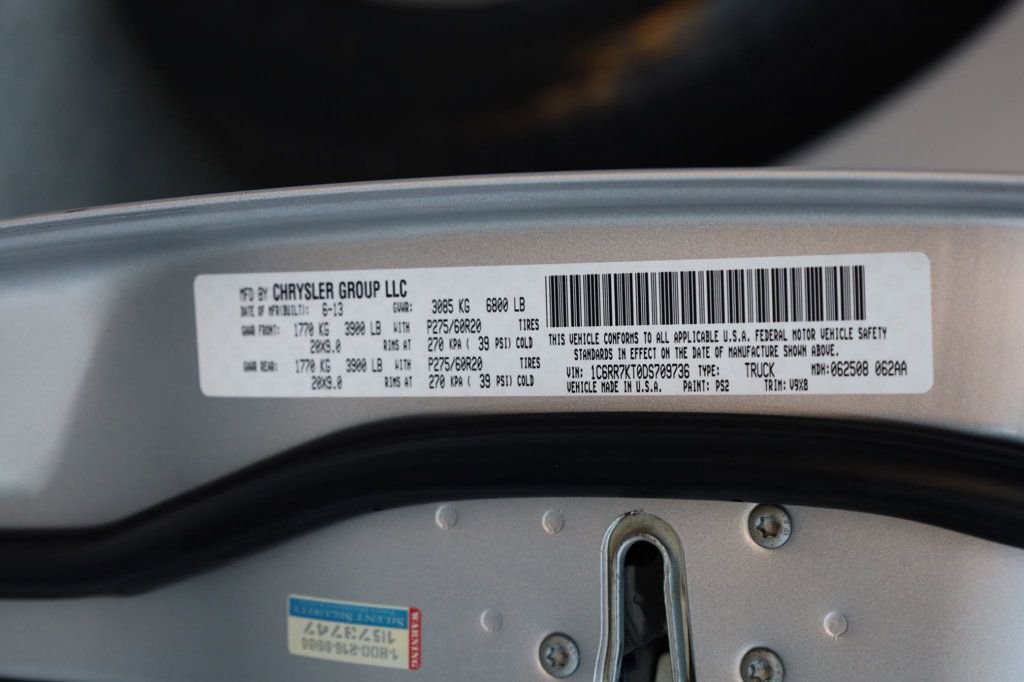 MFD BY CHRYSLER GROUP LLC
DATE OF MFR(BUILT): 6-13 GVWR: 3085 KG 6800 LB
GAWR FRONT: 1770 KG 3900 LB WITH P275/60R20 TIRES
20X9.0 RIMS AT 270 KPA ( 39 PSI) COLD
GAWR REAR: 1770 KG 3900 LB WITH P275/60R20 TIRES
20X9.0 RIMS AT 270 KPA ( 39 PSI) COLD
THIS VEHICLE CONFORMS TO ALL APPLICABLE U.S.A. FEDERAL MOTOR VEHICLE SAFETY
STANDARDS IN EFFECT ON THE DATE OF MANUFACTURE SHOWN ABOVE.
VIN: 1C6RR7KT0DS709736 TYPE: TRUCK MDH: 062508 062AA
VEHICLE MADE IN U.S.A. PAINT: PS2 TRIM: V9X8
WARNING
SILENT SECURITY
11573747